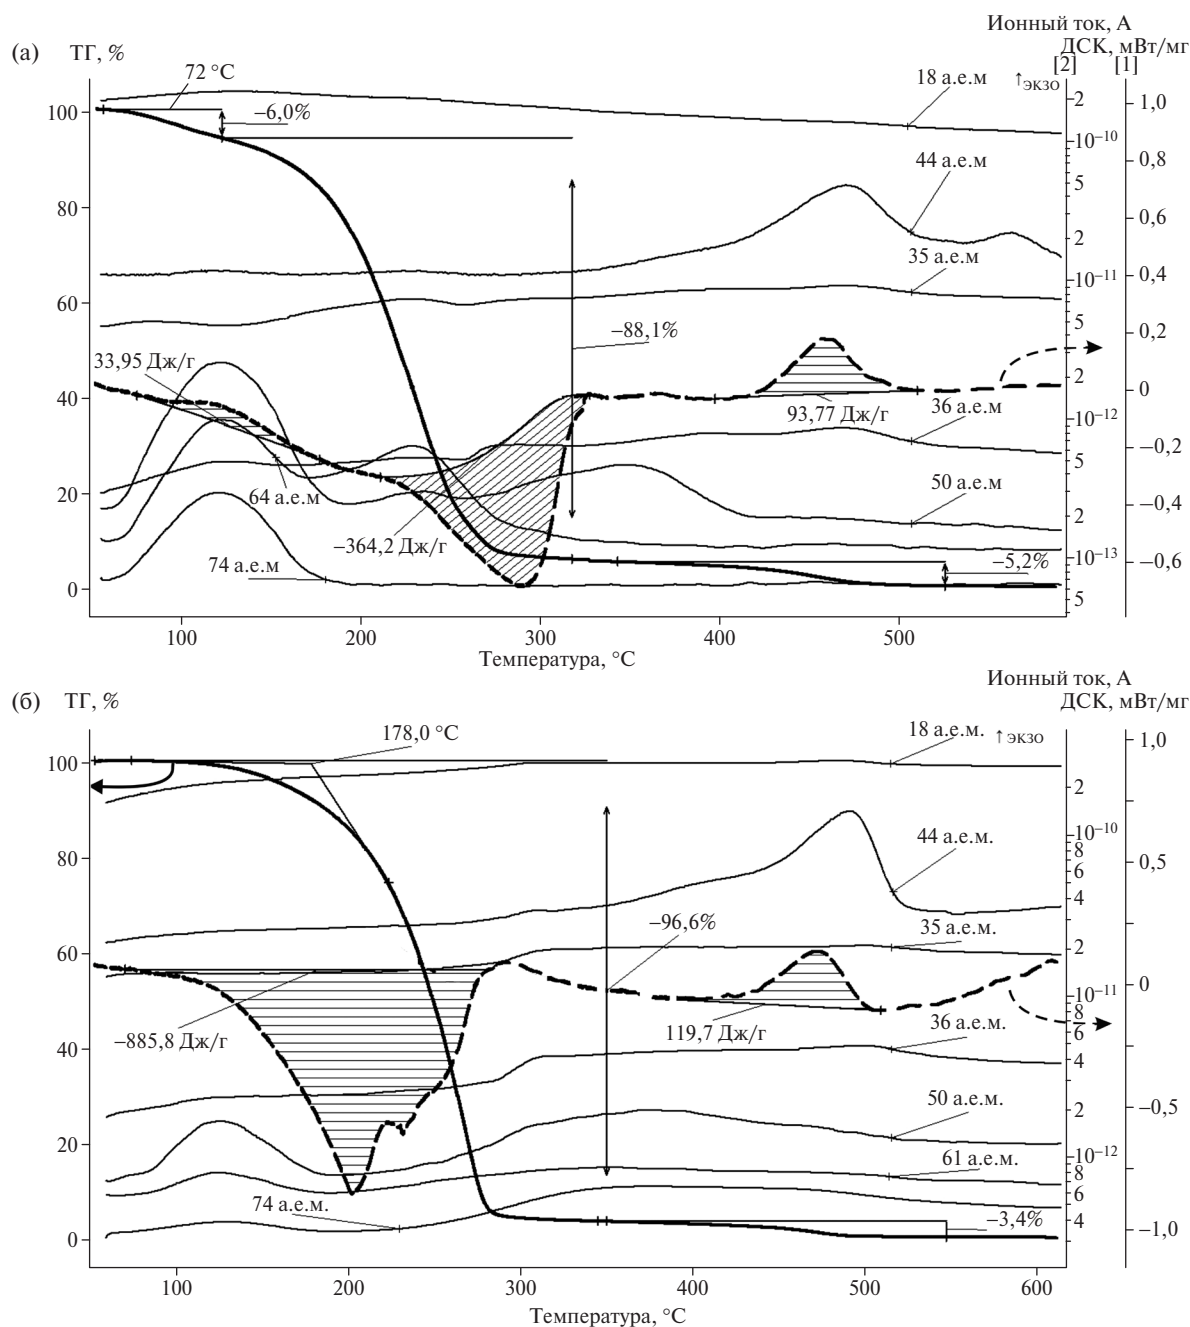 Ионный ток, А
(а) ТГ, % ДСК, мВт/мг
[2] [1]
72 °C
18 а.е.м
↑экзо
–6,0%
44 а.е.м
35 а.е.м
–88,1%
33,95 Дж/г
93,77 Дж/г
36 а.е.м
64 а.е.м
50 а.е.м
–364,2 Дж/г
74 а.е.м
–5,2%
100
80
60
40
20
0
2
10–10
5
2
10–11
5
2
10–12
5
2
10–13
5
1,0
0,8
0,6
0,4
0,2
0
–0,2
–0,4
–0,6
100 200 300 400 500
Температура, °C
Ионный ток, А
(б) ТГ, % ДСК, мВт/мг
178,0 °C
18 а.е.м.
↑экзо
44 а.е.м.
–96,6%
35 а.е.м.
–885,8 Дж/г
119,7 Дж/г
36 а.е.м.
50 а.е.м.
61 а.е.м.
74 а.е.м.
–3,4%
100
80
60
40
20
0
2
10–10
8
6
4
2
10–11
8
6
4
2
10–12
8
6
4
1,0
0,5
0
–0,5
–1,0
100 200 300 400 500 600
Температура, °C